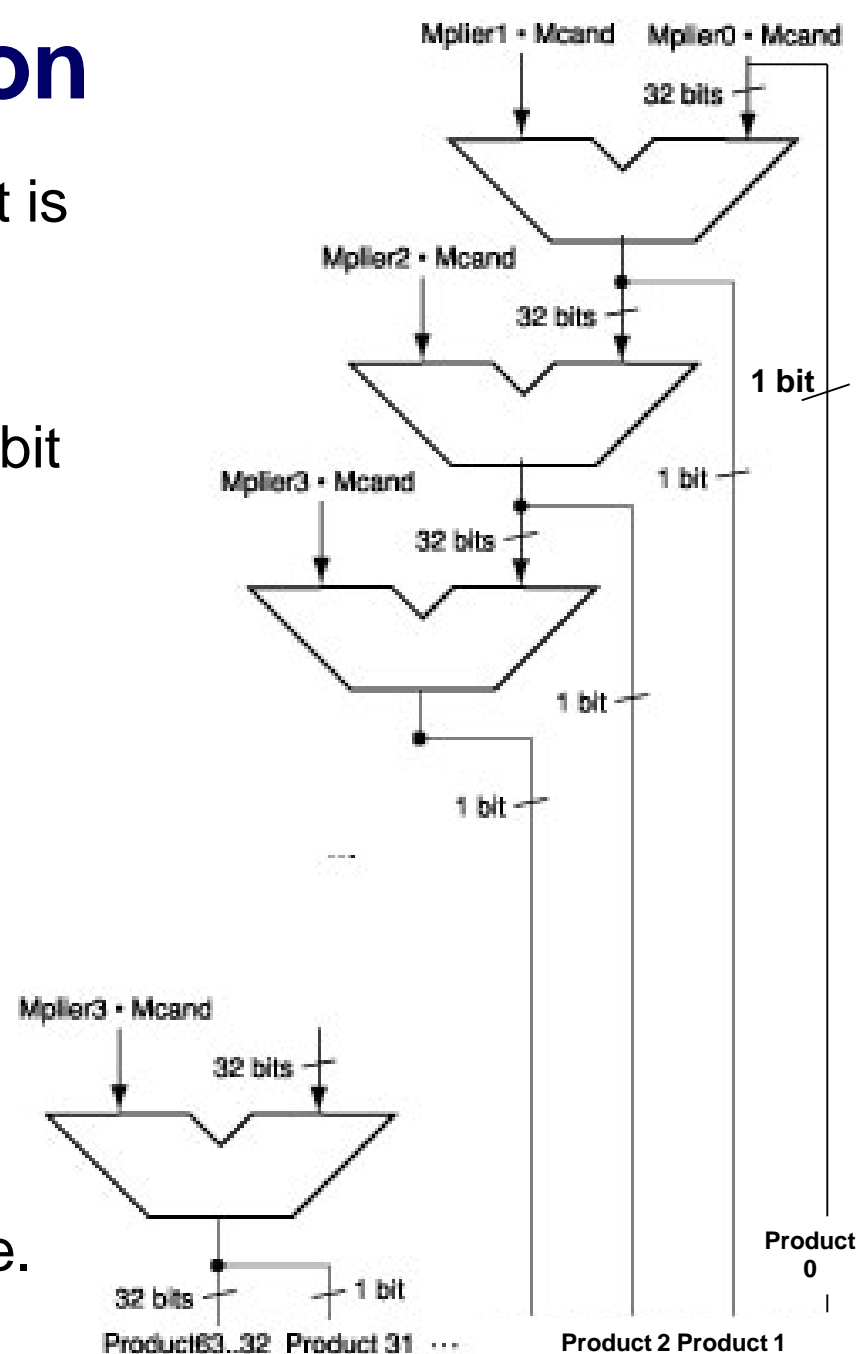 on
t is
bit
e.
Mplier1 • Mcand Mplier0 • Mcand
32 bits
Mplier2 • Mcand
32 bits
1 bit
1 bit
Mplier3 • Mcand
32 bits
1 bit
1 bit
....
Mplier3 • Mcand
32 bits
Product
0
32 bits
1 bit
Product63..32 Product 31 ... Product 2 Product 1